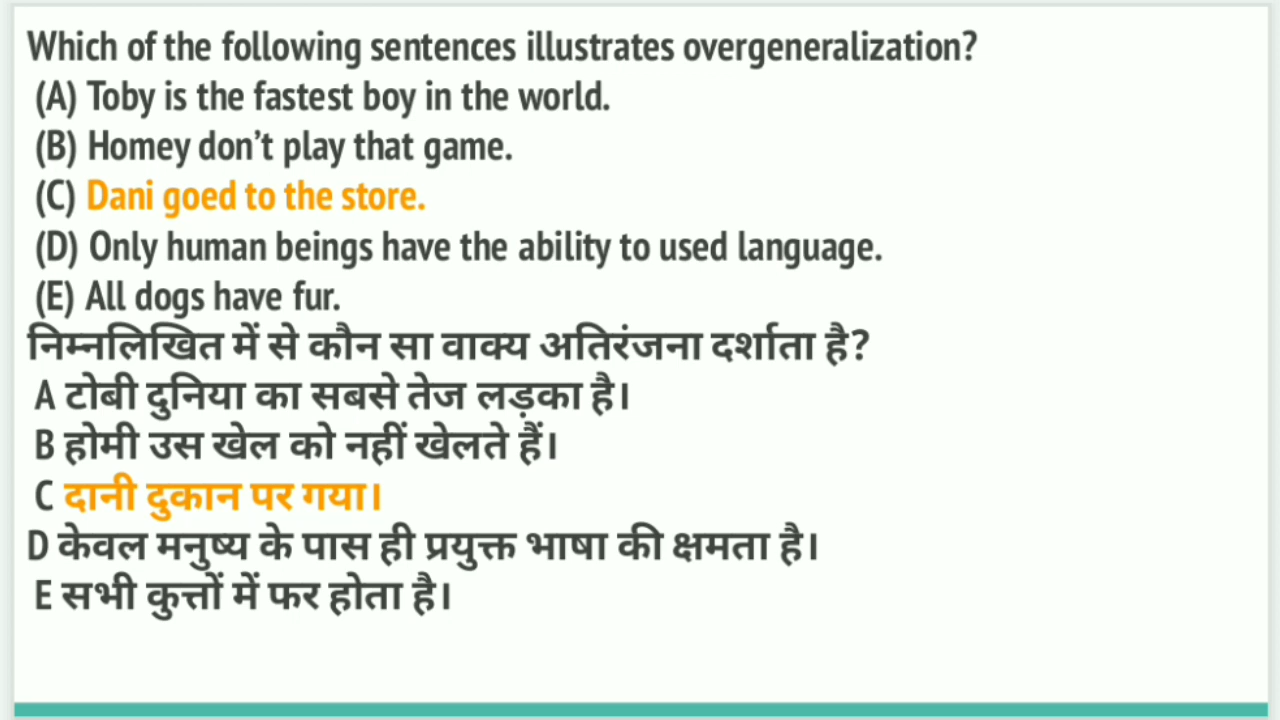 Which of the following sentences illustrates overgeneralization?
(A) Toby is the fastest boy in the world.
(B) Homey don’t play that game.
(C) Dani goed to the store.
(D) Only human beings have the ability to used language.
(E) All dogs have fur.
निम्नलिखित में से कौन सा वाक्य अतिरंजना दर्शाता है?
A टोबी दुनिया का सबसे तेज लड़का है।
B होमी उस खेल को नहीं खेलते हैं।
C दानी दुकान पर गया।
D केवल मनुष्य के पास ही प्रयुक्त भाषा की क्षमता है।
E सभी कुत्तों में फर होता है।